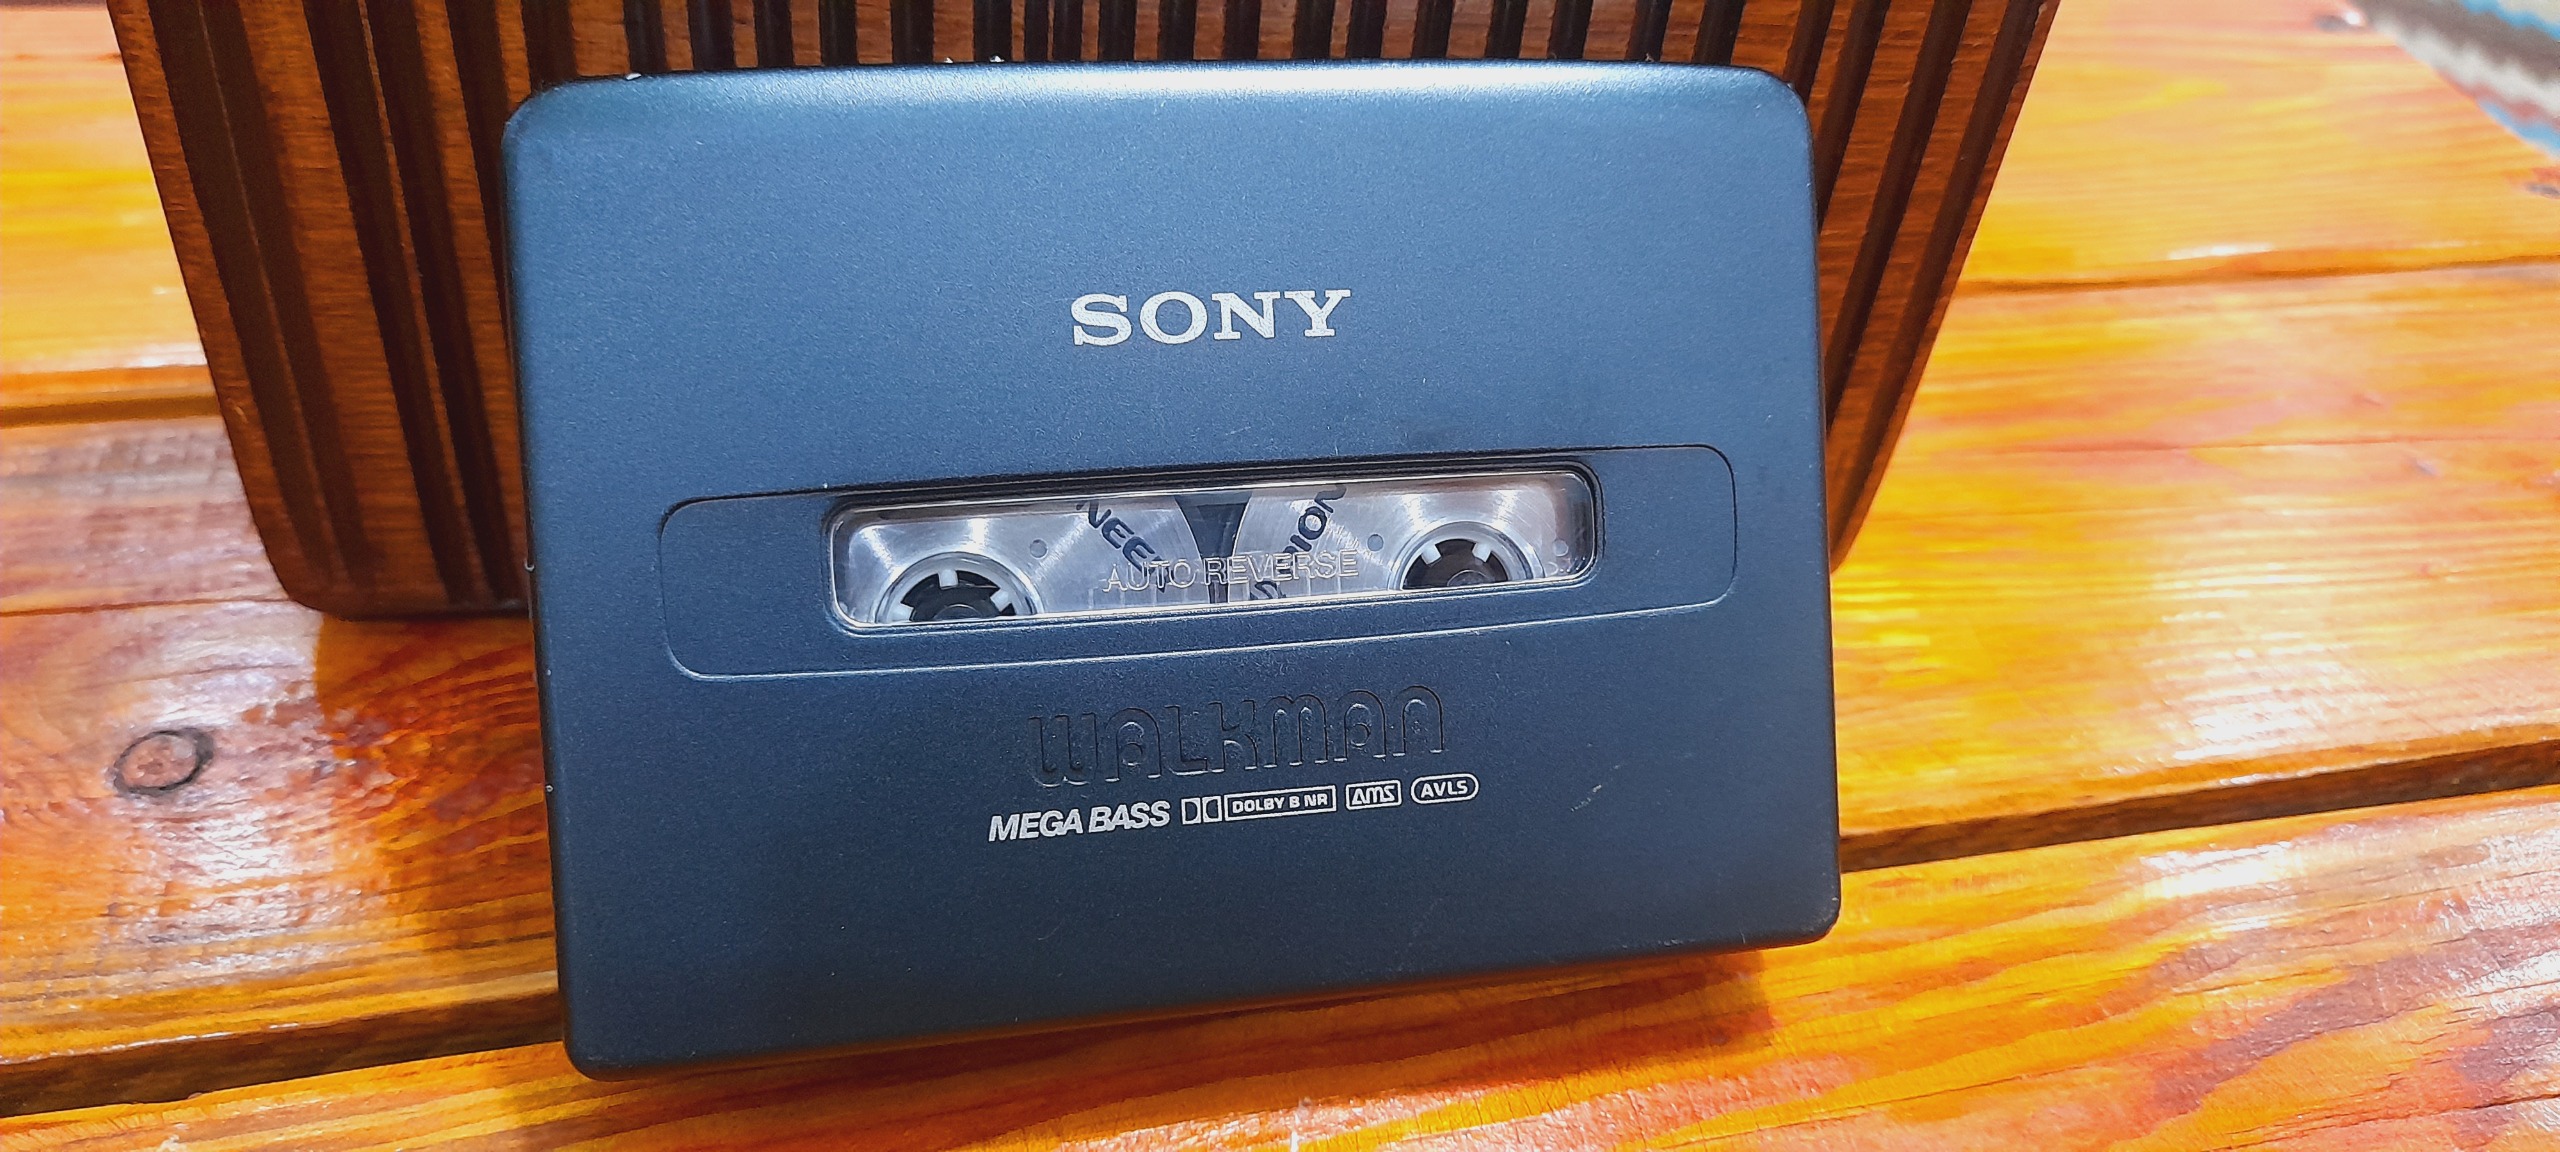 SONY
AUTO REVERSE
WALKMAN
MEGA BASS DOLBY B NR AMS AVLS